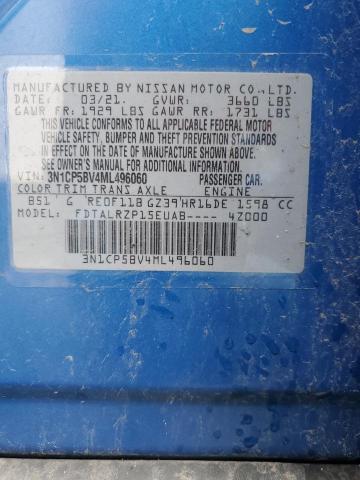 MANUFACTURED BY NISSAN MOTOR CO.,LTD.
03/21. GVWR: 3660 LBS
GAWR FR: 1929 LBS GAWR RR: 1731 LBS
THIS VEHICLE CONFORMS TO ALL APPLICABLE FEDERAL MOTOR
VEHICLE SAFETY, BUMPER, AND THEFT PREVENTION STANDARDS
IN EFFECT ON THE DATE OF MANUFACTURE SHOWN ABOVE.
SEE OWNER'S MANUAL FOR ADDITIONAL INFORMATION.
VIN: 3N1CP5BV4ML496060 PASSENGER CAR
COLOR TRIM TRANS AXLE ENGINE
B51 G RE0F11B GZ39 HR16DE 1598 CC
MODEL: FDTALRZP15EUAB---- 4Z000
3N1CP5BV4ML496060